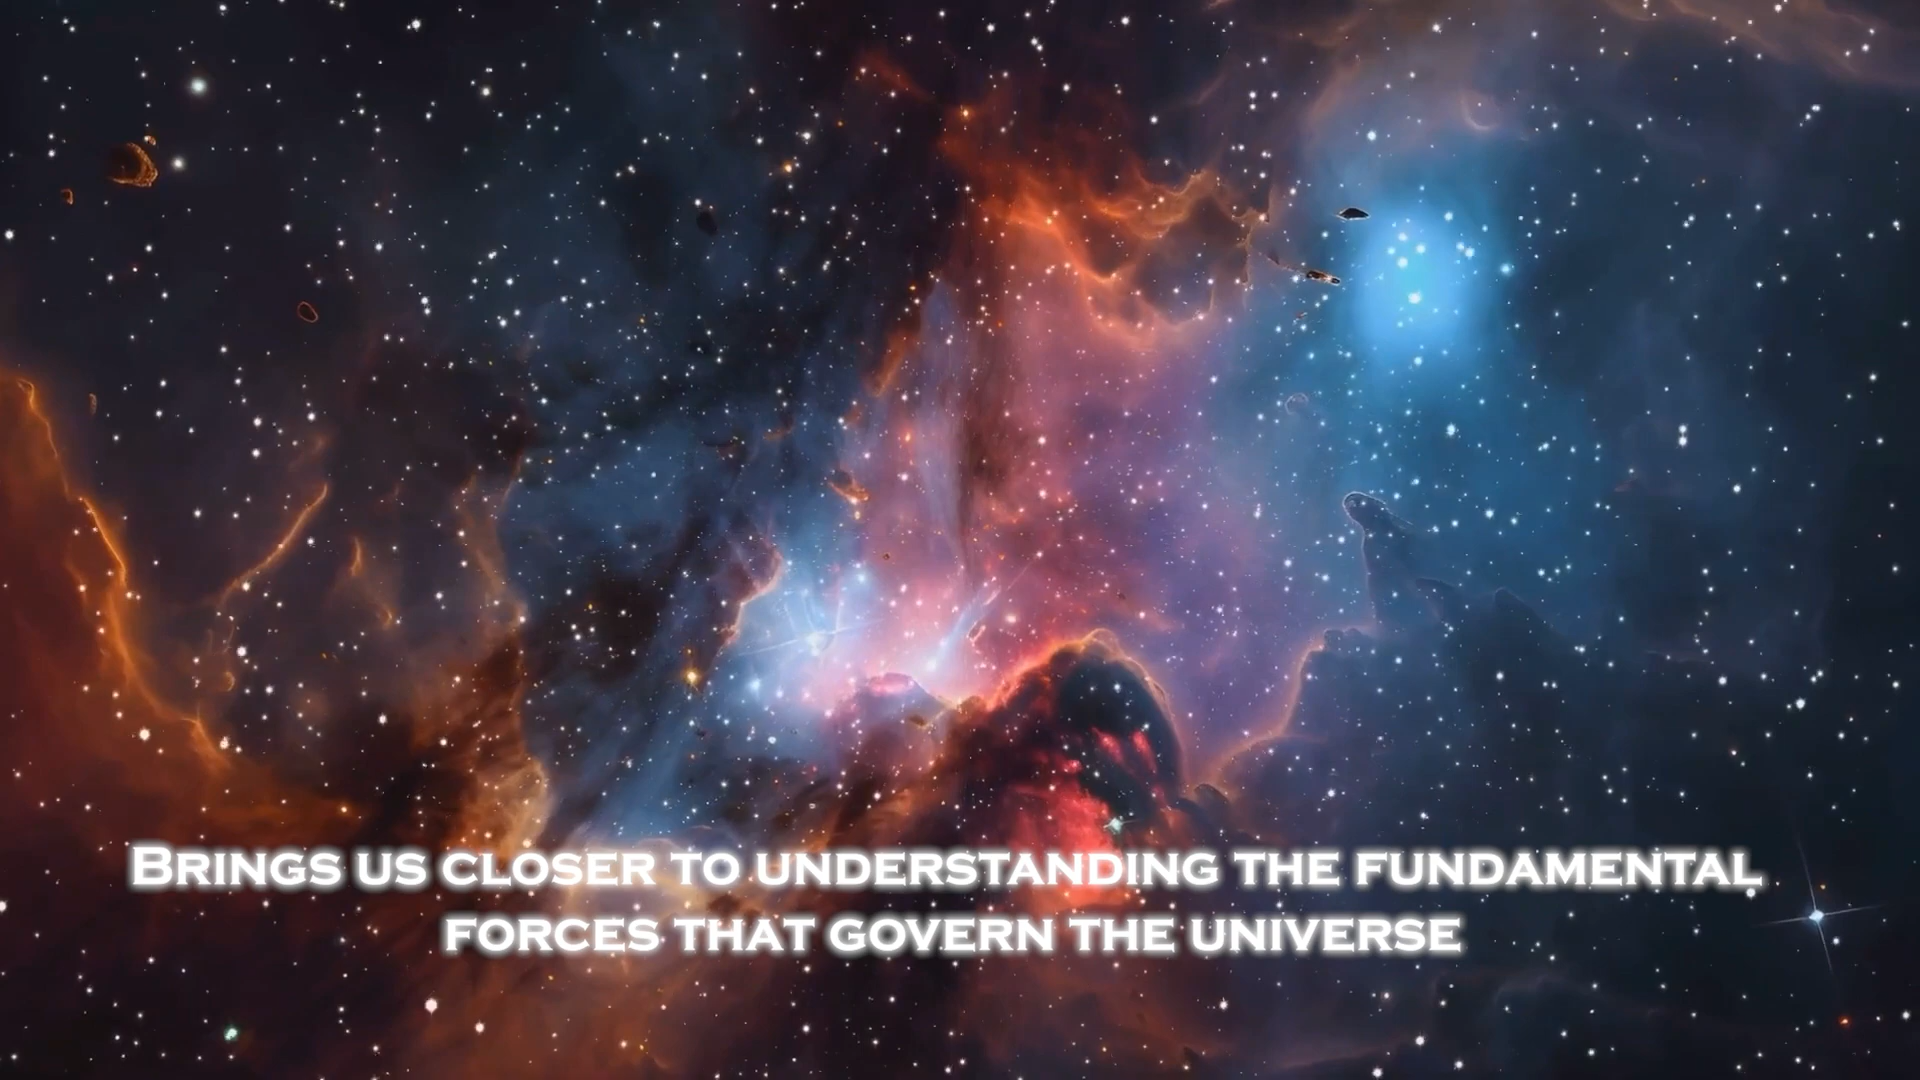 Brings us closer to understanding the fundamental
forces that govern the universe